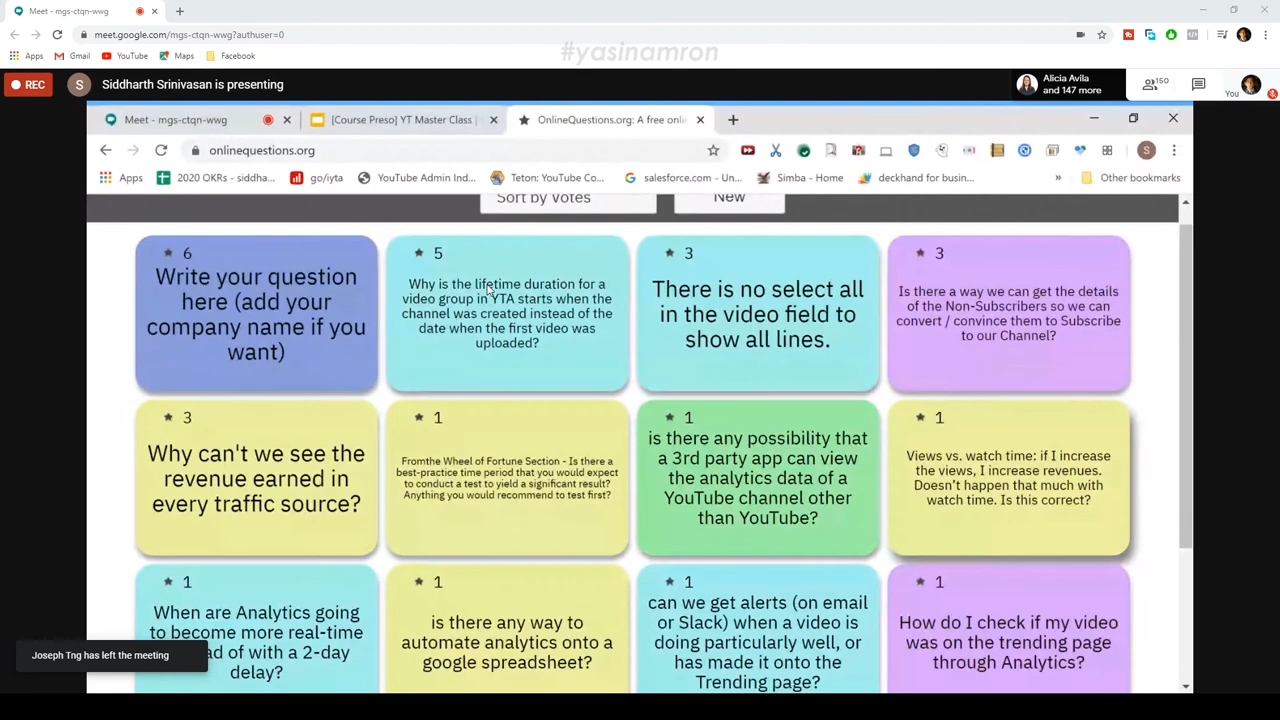 Meet - mgs-ctqn-wwg
meet.google.com/mgs-ctqn-wwg?authuser=0
Apps Gmail YouTube Maps Facebook
#yasinamron
REC S Siddharth Srinivasan is presenting
Alicia Avila
and 147 more
150
You
Meet - mgs-ctqn-wwg [Course Preso] YT Master Class | OnlineQuestions.org: A free onli
onlinequestions.org
S
Apps 2020 OKRs - siddha... go/iyta YouTube Admin Ind... Teton: YouTube Co... salesforce.com - Un... Simba - Home deckhand for busin... » Other bookmarks
Sort by Votes New
6
Write your question
here (add your
company name if you
want)
5
Why is the lifetime duration for a
video group in YTA starts when the
channel was created instead of the
date when the first video was
uploaded?
3
There is no select all
in the video field to
show all lines.
3
Is there a way we can get the details
of the Non-Subscribers so we can
convert / convince them to Subscribe
to our Channel?
3
Why can't we see the
revenue earned in
every traffic source?
1
Fromthe Wheel of Fortune Section - Is there a
best-practice time period that you would expect
to conduct a test to yield a significant result?
Anything you would recommend to test first?
1
is there any possibility that
a 3rd party app can view
the analytics data of a
YouTube channel other
than YouTube?
1
Views vs. watch time: if I increase
the views, I increase revenues.
Doesn't happen that much with
watch time. Is this correct?
1
When are Analytics going
to become more real-time
ad of with a 2-day
delay?
1
is there any way to
automate analytics onto a
google spreadsheet?
1
can we get alerts (on email
or Slack) when a video is
doing particularly well, or
has made it onto the
Trending page?
1
How do I check if my video
was on the trending page
through Analytics?
Joseph Tng has left the meeting